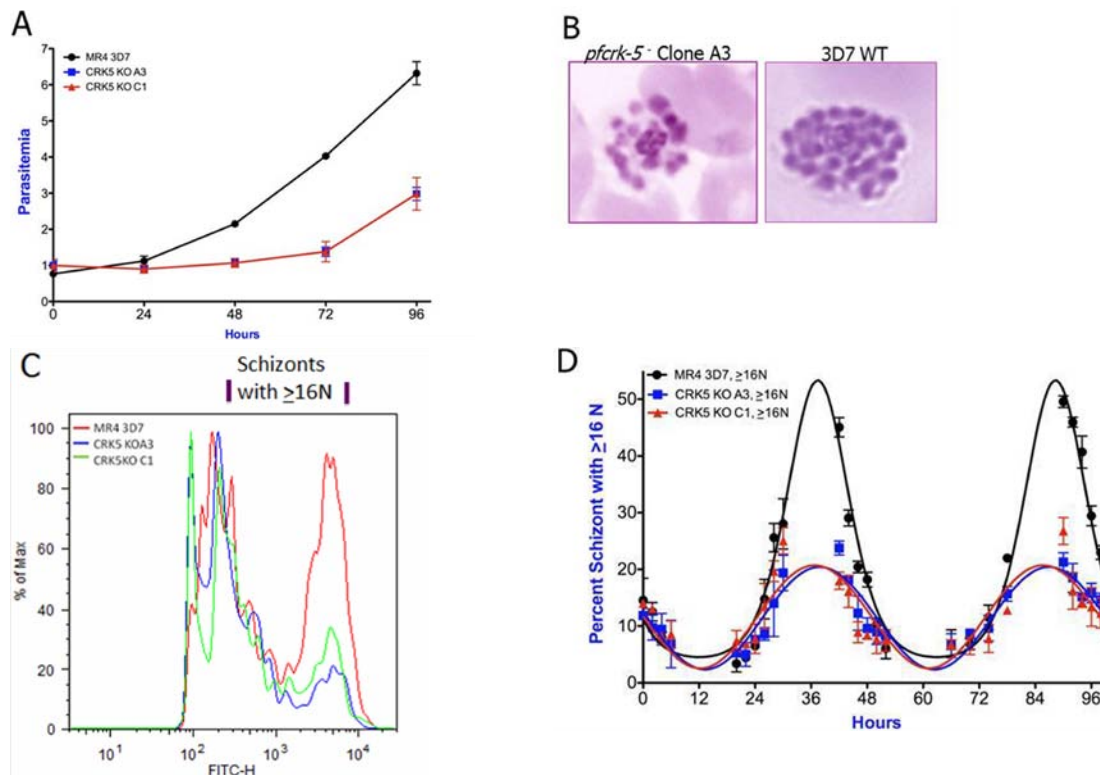 A
MR4 3D7
CRK5 KO A3
CRK5 KO C1
Parasitemia
7
6
5
4
3
2
1
0
0 24 48 72 96
Hours
B
pfcrk-5 - Clone A3
3D7 WT
C
Schizonts
with ≥16N
MR4 3D7
CRK5 KOA3
CRK5KO C1
% of Max
100
80
60
40
20
0
10¹ 10² 10³ 10⁴
FITC-H
D
MR4 3D7, ≥16N
CRK5 KO A3, ≥16N
CRK5 KO C1, ≥16N
Percent Schizont with ≥16 N
50
40
30
20
10
0
0 12 24 36 48 60 72 84 96
Hours